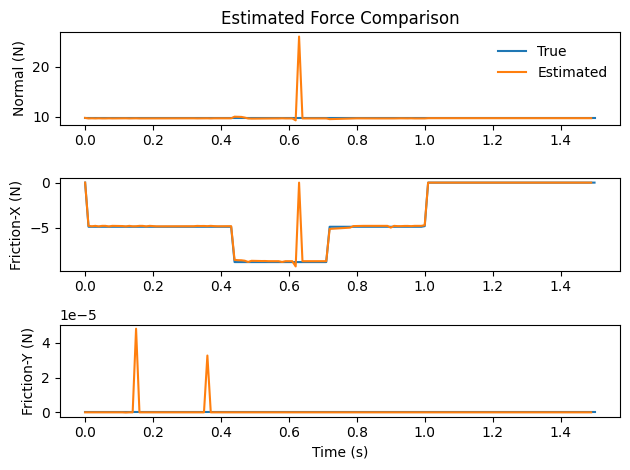 Estimated Force Comparison
Normal (N)
20
10
True
Estimated
0.0 0.2 0.4 0.6 0.8 1.0 1.2 1.4
Friction-X (N)
0
−5
0.0 0.2 0.4 0.6 0.8 1.0 1.2 1.4
1e−5
Friction-Y (N)
4
2
0
0.0 0.2 0.4 0.6 0.8 1.0 1.2 1.4
Time (s)